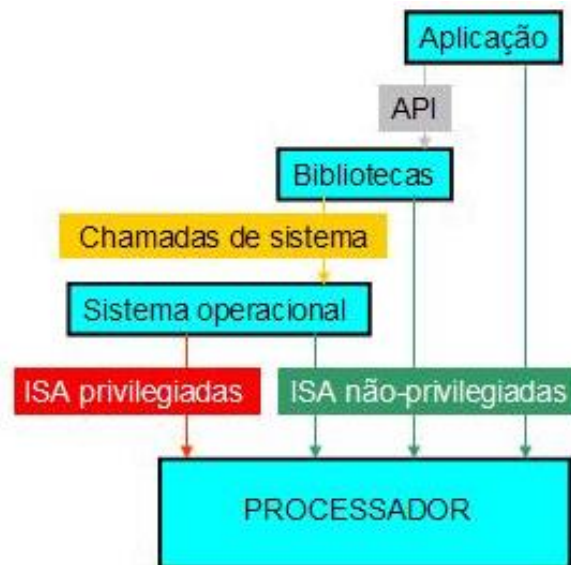 Aplicação
API
Bibliotecas
Chamadas de sistema
Sistema operacional
ISA privilegiadas
ISA não-privilegiadas
PROCESSADOR